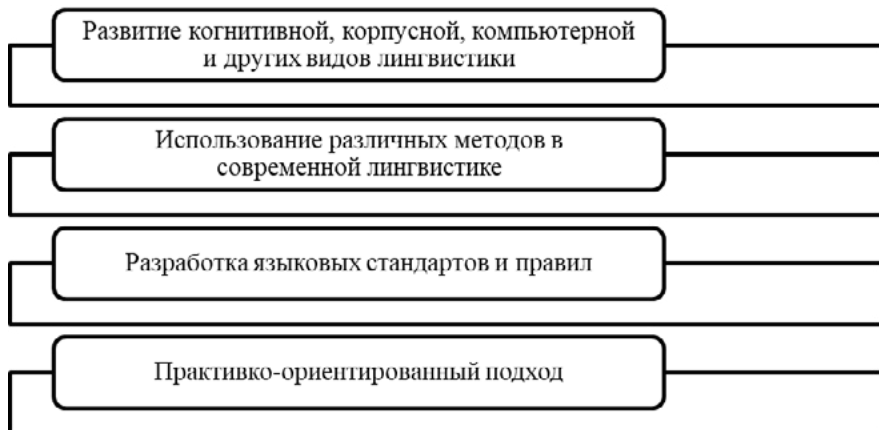 Развитие когнитивной, корпусной, компьютерной
и других видов лингвистики
Использование различных методов в
современной лингвистике
Разработка языковых стандартов и правил
Практивко-ориентированный подход